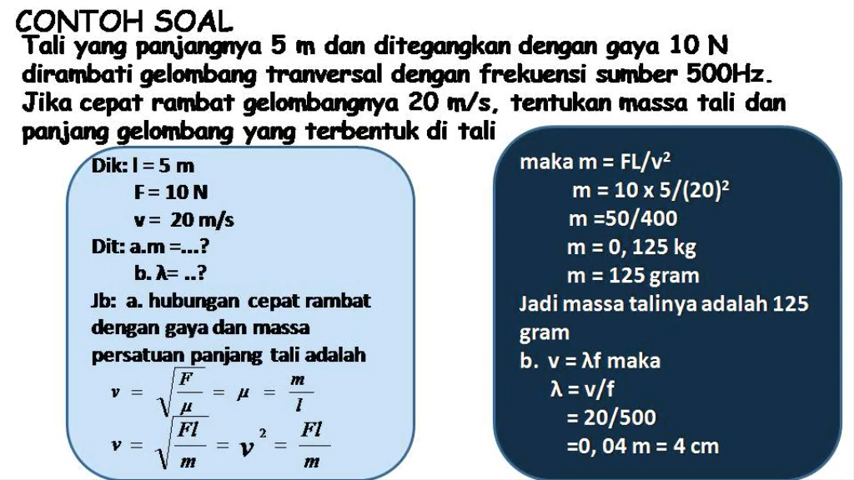 CONTOH SOAL
Tali yang panjangnya 5 m dan ditegangkan dengan gaya 10 N
dirambati gelombang tranversal dengan frekuensi sumber 500Hz.
Jika cepat rambat gelombangnya 20 m/s, tentukan massa tali dan
panjang gelombang yang terbentuk di tali
Dik: l = 5 m
F = 10 N
v = 20 m/s
Dit: a.m =...?
b. λ= ..?
Jb: a. hubungan cepat rambat
dengan gaya dan massa
persatuan panjang tali adalah
v = √(F/μ) = μ = m/l
v = √(Fl/m) = v² = Fl/m
maka m = FL/v²
m = 10 x 5/(20)²
m =50/400
m = 0, 125 kg
m = 125 gram
Jadi massa talinya adalah 125
gram
b. v = λf maka
λ = v/f
= 20/500
=0, 04 m = 4 cm